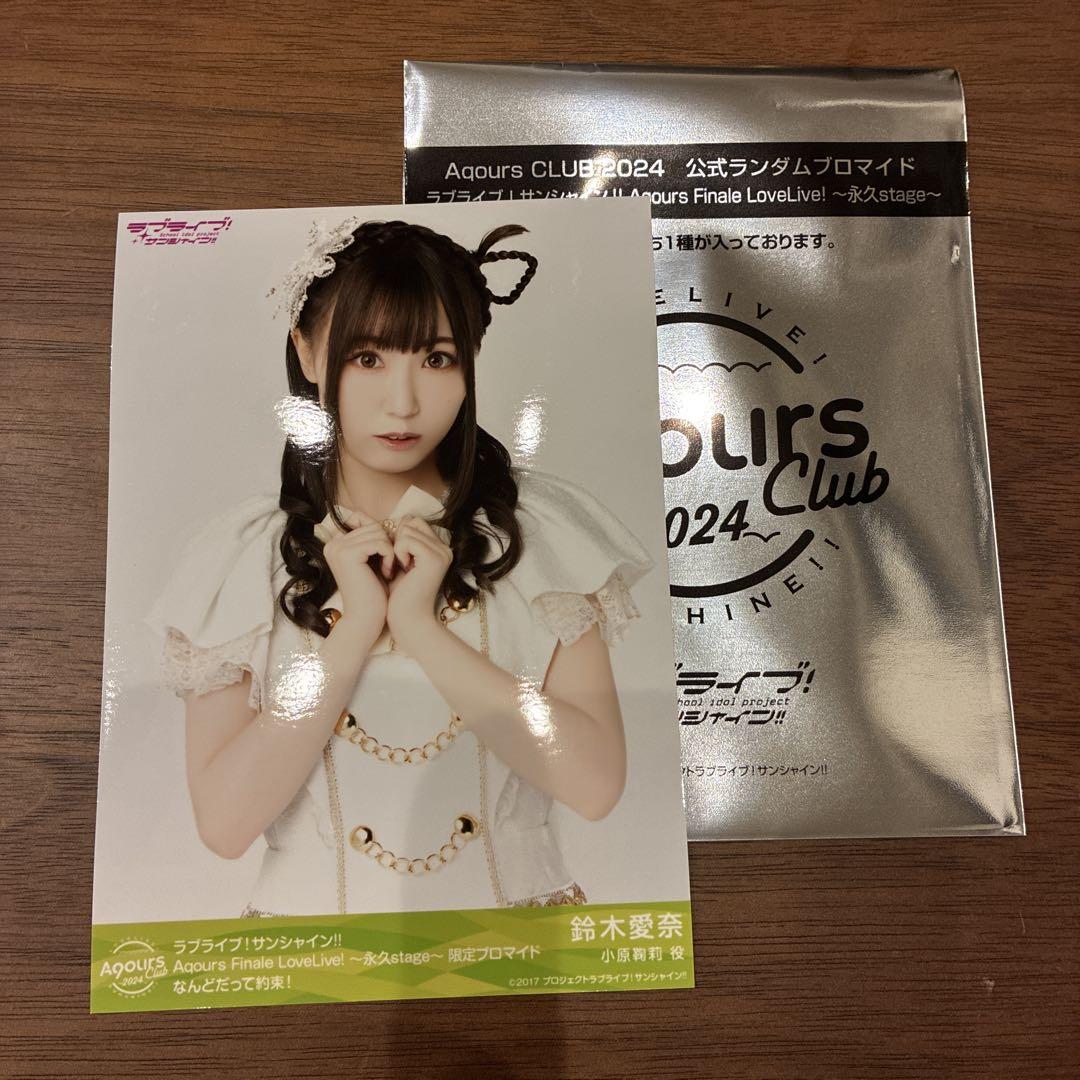 Aqours CLUB 2024 公式ランダムブロマイド
ラブライブ！サンシャイン!! Aqours Finale LoveLive! ～永久stage～
1種が入っております。
LIVE!
ours
Club
2024
HINE!!
ライブ!
school idol project
シャイン!!
トラブライブ！サンシャイン!!
ラブライブ!
School idol project
サンシャイン!!
Aqours
Club
2024
ラブライブ！サンシャイン!!
Aqours Finale LoveLive! ～永久stage～ 限定ブロマイド
なんどだって約束！
鈴木愛奈
小原鞠莉 役
©2017 プロジェクトラブライブ！サンシャイン!!